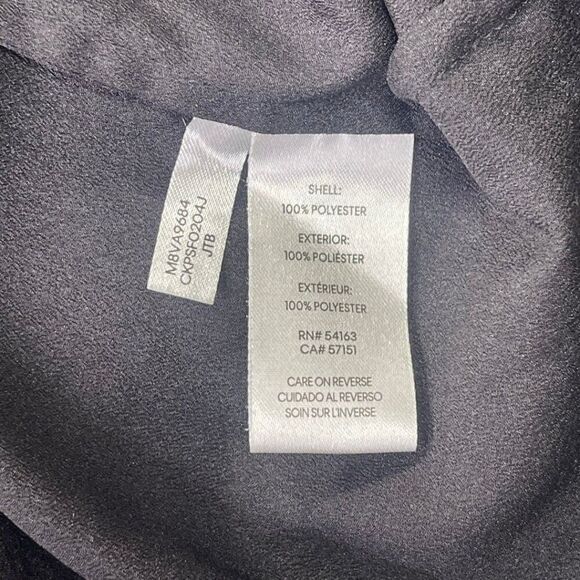 M8VA9684
CKPSF0204J
JTB
SHELL:
100% POLYESTER
EXTERIOR:
100% POLIÉSTER
EXTÉRIEUR:
100% POLYESTER
RN# 54163
CA# 57151
CARE ON REVERSE
CUIDADO AL REVERSO
SOIN SUR L'INVERSE